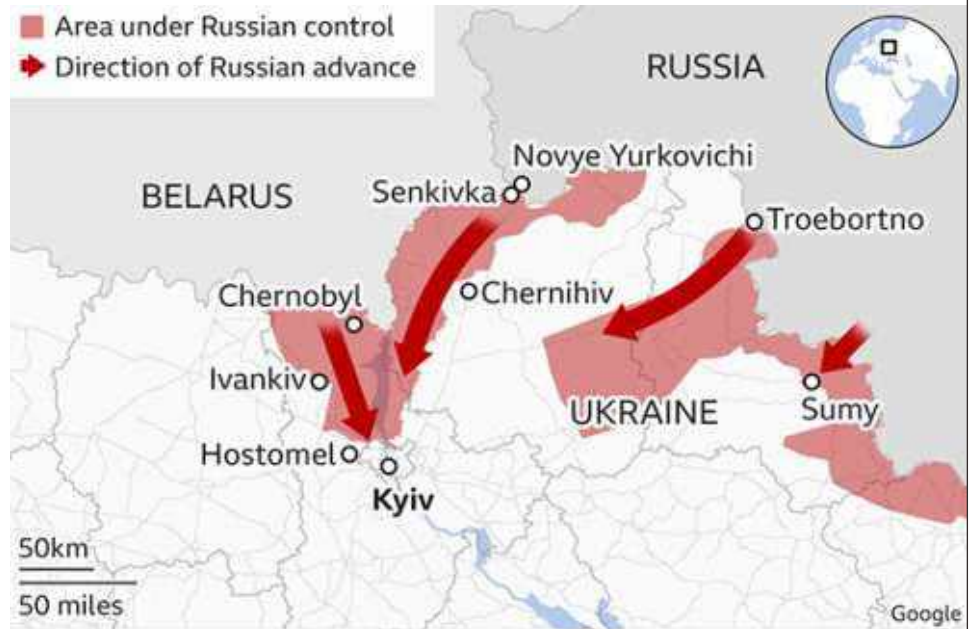 Area under Russian control
Direction of Russian advance
RUSSIA
Novye Yurkovichi
BELARUS
Senkivka
Troebortno
Chernobyl
Chernihiv
Ivankiv
UKRAINE
Sumy
Hostomel
Kyiv
50km
50 miles
Google